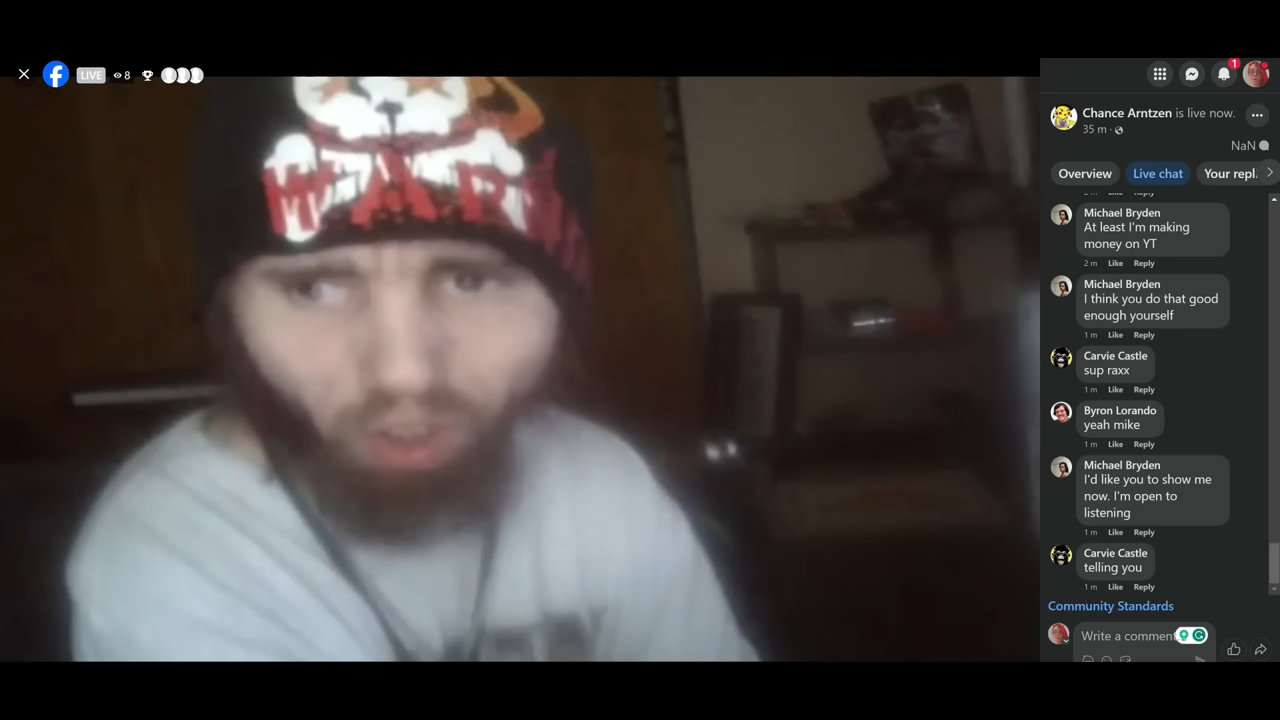 LIVE
8
1
Chance Arntzen is live now.
35 m ·
NaN
Overview
Live chat
Your repl.
Like Reply
Michael Bryden
At least I'm making
money on YT
2 m Like Reply
Michael Bryden
I think you do that good
enough yourself
1 m Like Reply
Carvie Castle
sup raxx
1 m Like Reply
Byron Lorando
yeah mike
1 m Like Reply
Michael Bryden
I'd like you to show me
now. I'm open to
listening
1 m Like Reply
Carvie Castle
telling you
1 m Like Reply
Community Standards
Write a comment